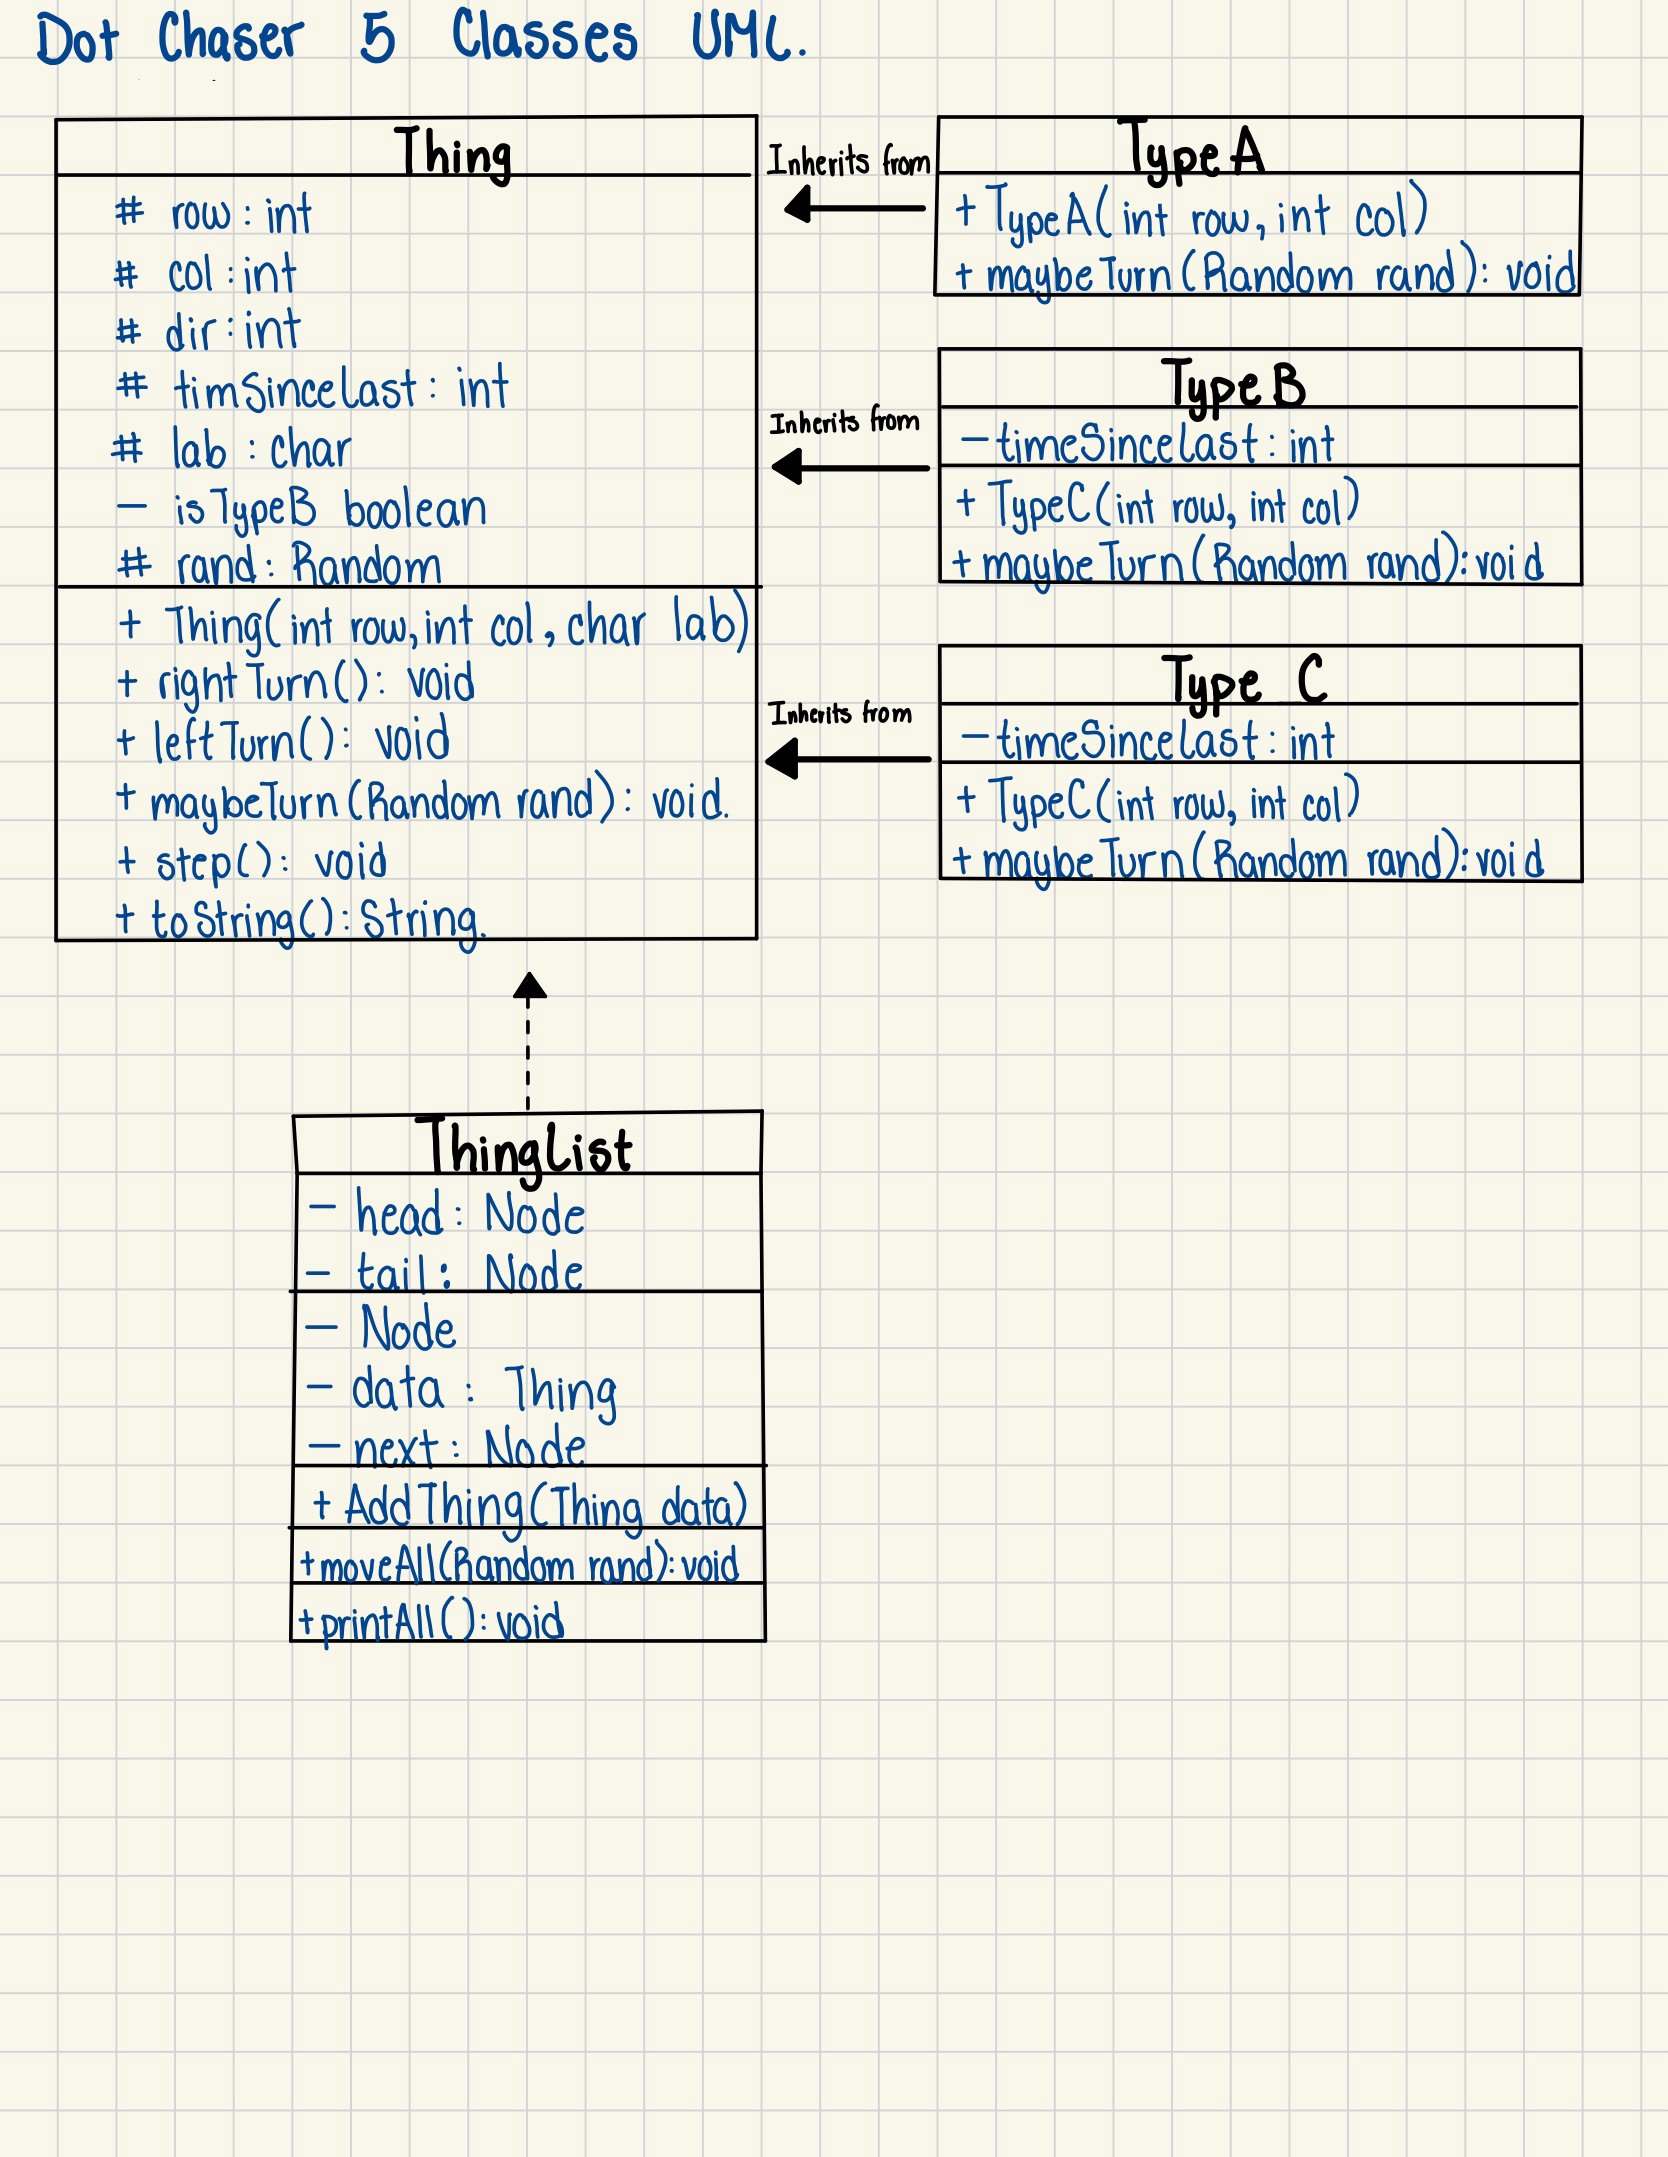 Dot Chaser 5 Classes UML.
Thing
# row : int
# col : int
# dir : int
# timSinceLast : int
# lab : char
- isTypeB boolean
# rand : Random
+ Thing(int row, int col, char lab)
+ rightTurn(): void
+ leftTurn(): void
+ maybeTurn(Random rand): void.
+ step(): void
+ toString(): String.
Inherits from
TypeA
+ TypeA(int row, int col)
+ maybeTurn(Random rand): void
Inherits from
TypeB
- timeSinceLast : int
+ TypeC(int row, int col)
+ maybeTurn(Random rand): void
Inherits from
Type C
- timeSinceLast : int
+ TypeC(int row, int col)
+ maybeTurn(Random rand): void
ThingList
- head : Node
- tail : Node
- Node
- data : Thing
- next : Node
+ AddThing(Thing data)
+ moveAll(Random rand): void
+ printAll(): void